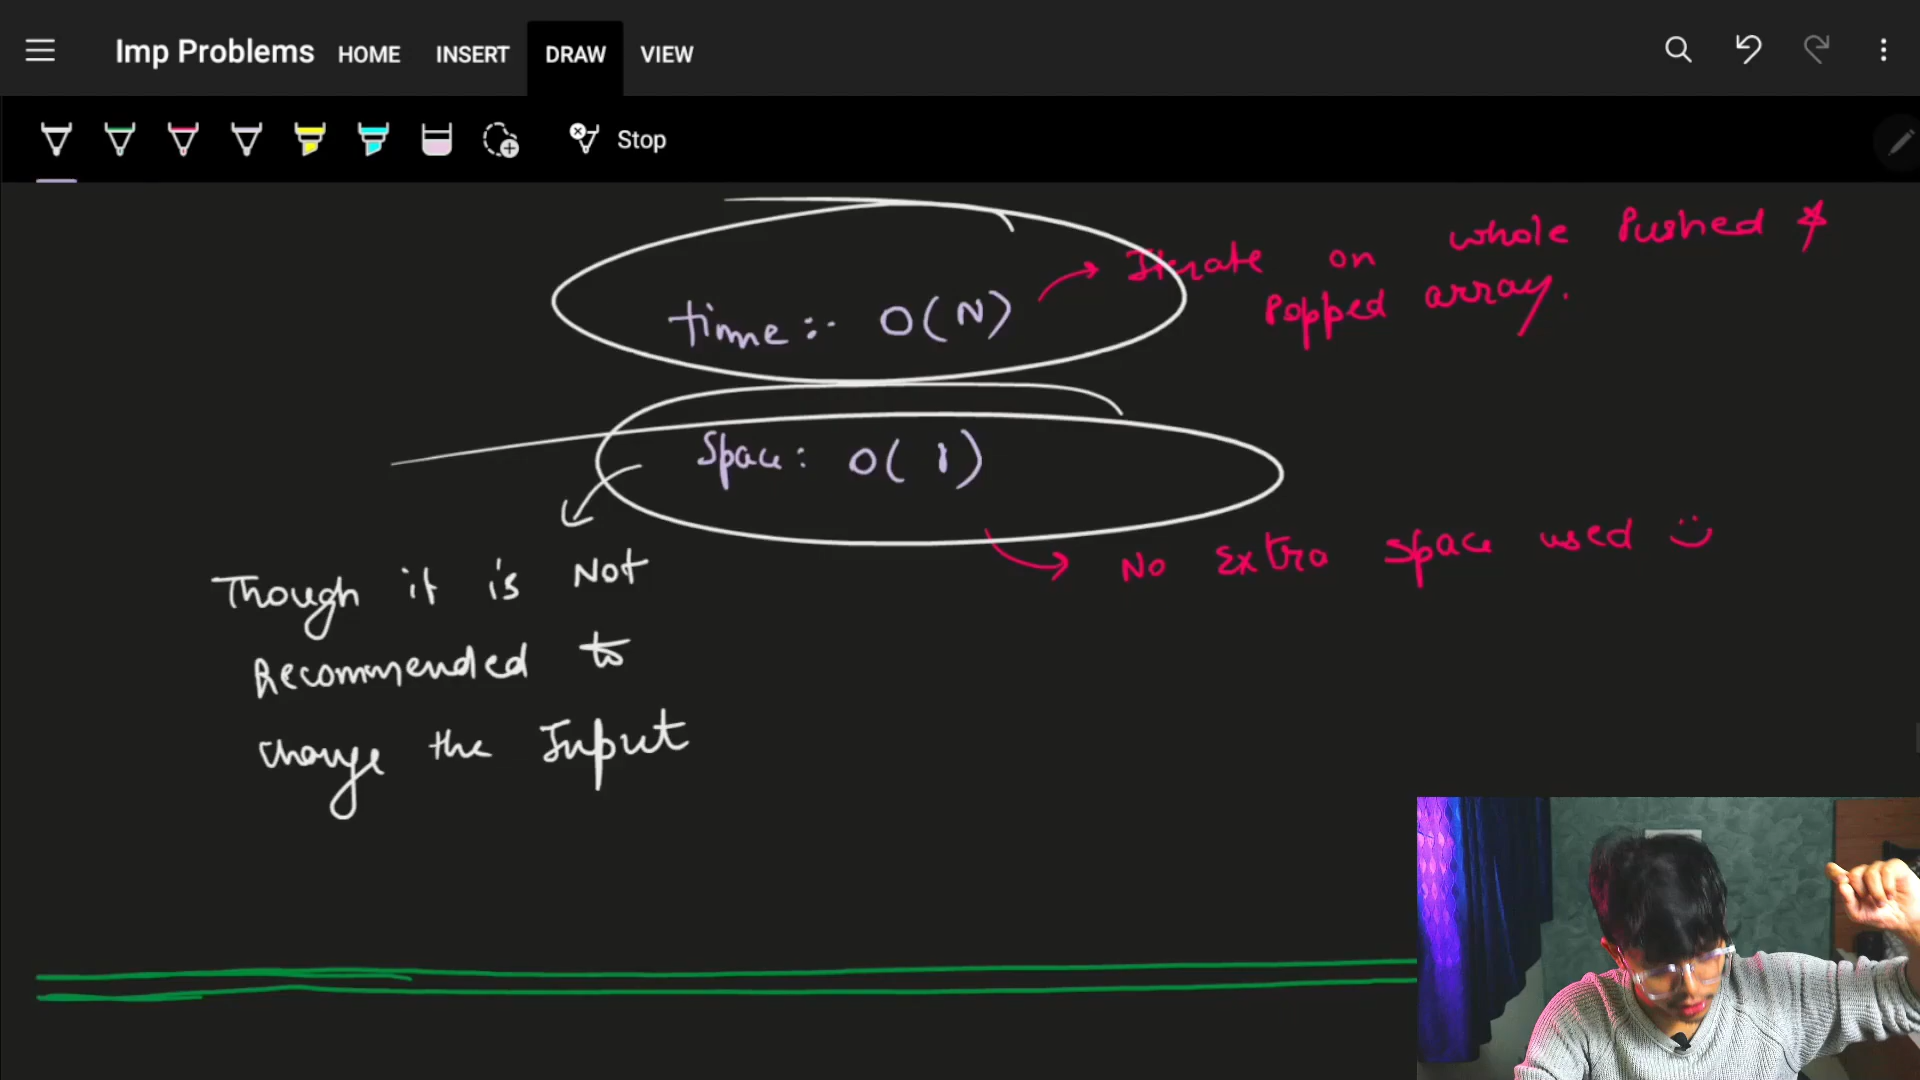 Imp Problems HOME INSERT DRAW VIEW
Stop
Iterate on whole Pushed &
Popped array.
Time :- O(N)
Space : O(1)
No Extra Space used :)
Though it is Not
Recommended to
change the Input